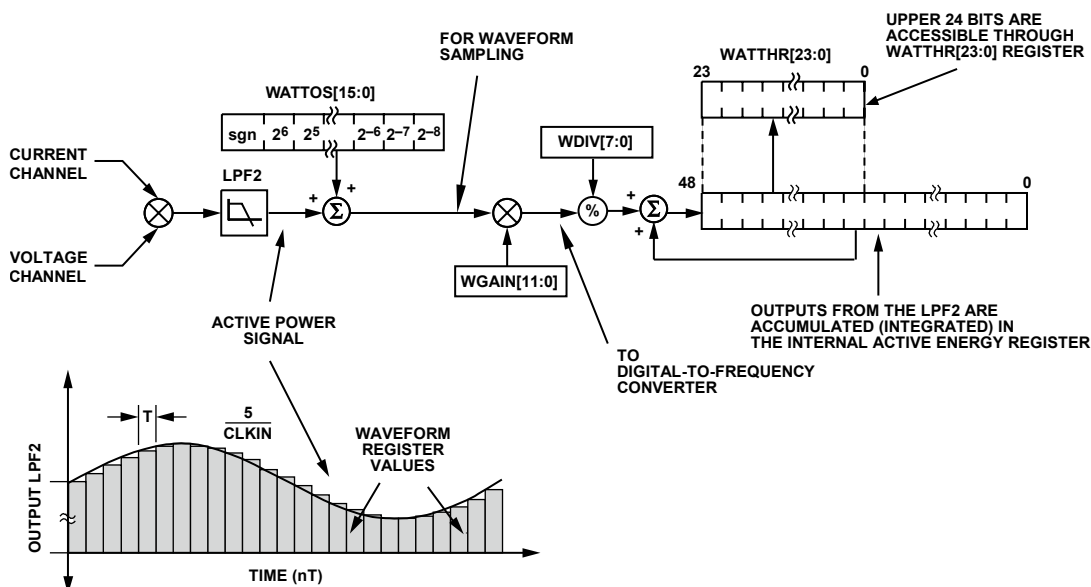 FOR WAVEFORM
SAMPLING
UPPER 24 BITS ARE
ACCESSIBLE THROUGH
WATTHR[23:0]
REGISTER
WATTHR[23:0]
23
0
WATTOS[15:0]
sgn 2⁶ 2⁵ 2⁻⁶ 2⁻⁷ 2⁻⁸
WDIV[7:0]
CURRENT
CHANNEL
LPF2
+
+
Σ
%
+
+
Σ
48
0
VOLTAGE
CHANNEL
WGAIN[11:0]
ACTIVE POWER
SIGNAL
TO
DIGITAL-TO-FREQUENCY
CONVERTER
OUTPUTS FROM THE LPF2 ARE
ACCUMULATED (INTEGRATED) IN
THE INTERNAL ACTIVE ENERGY REGISTER
T
5
CLKIN
WAVEFORM
REGISTER
VALUES
OUTPUT LPF2
TIME (nT)